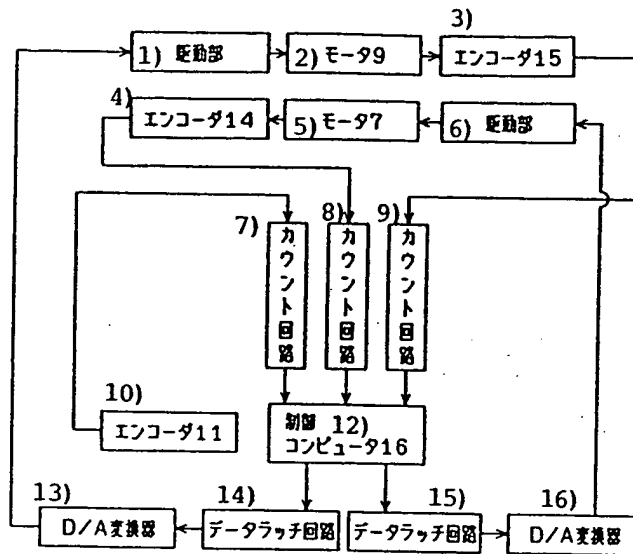 3)
1) 駆動部
2) モータ9
エンコーダ15
4)
エンコーダ14
5) モータ7
6) 駆動部
7)
8)
9)
カウント回路
カウント回路
カウント回路
10)
エンコーダ11
制御 12)
コンピュータ16
13)
14)
15)
16)
D/A変換器
データラッチ回路
データラッチ回路
D/A変換器